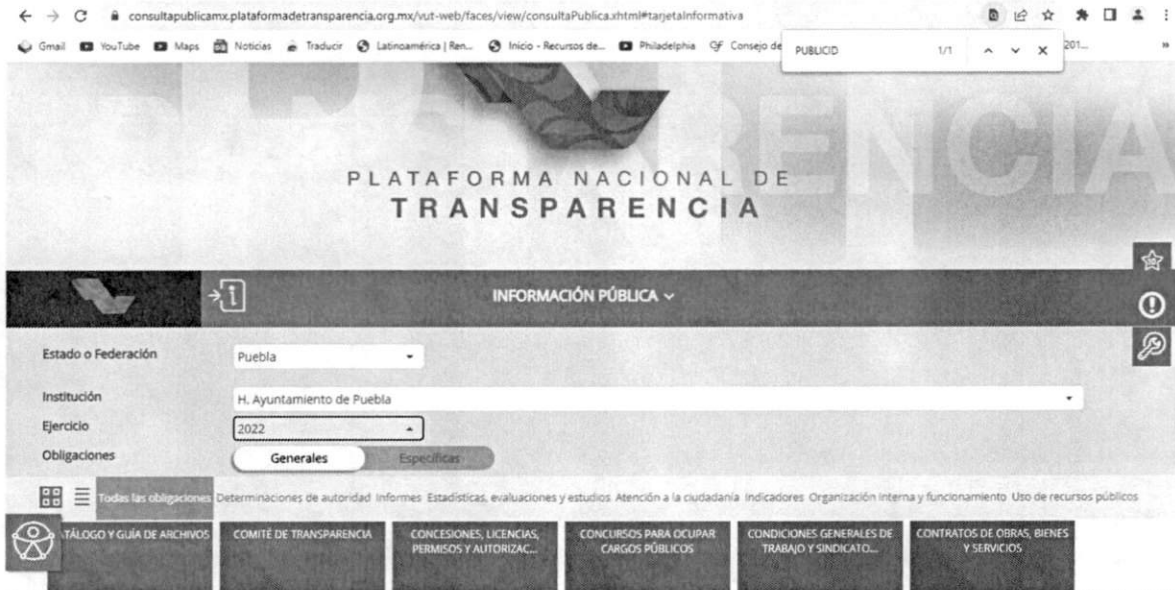 consultapublicamx.plataformadetransparencia.org.mx/vut-web/faces/view/consultaPublica.xhtml#tarjetaInformativa
Gmail YouTube Maps Noticias Traducir Latinoamérica | Ren... Inicio - Recursos de... Philadelphia Consejo de 201...
PUBLICID 1/1
RENCIA
PLATAFORMA NACIONAL DE
TRANSPARENCIA
INFORMACIÓN PÚBLICA
Estado o Federación Puebla
Institución H. Ayuntamiento de Puebla
Ejercicio 2022
Obligaciones Generales Específicas
Todas las obligaciones Determinaciones de autoridad Informes Estadísticas, evaluaciones y estudios Atención a la ciudadanía Indicadores Organización interna y funcionamiento Uso de recursos públicos
TÁLOGO Y GUÍA DE ARCHIVOS
COMITÉ DE TRANSPARENCIA
CONCESIONES, LICENCIAS,
PERMISOS Y AUTORIZAC...
CONCURSOS PARA OCUPAR
CARGOS PÚBLICOS
CONDICIONES GENERALES DE
TRABAJO Y SINDICATO...
CONTRATOS DE OBRAS, BIENES
Y SERVICIOS